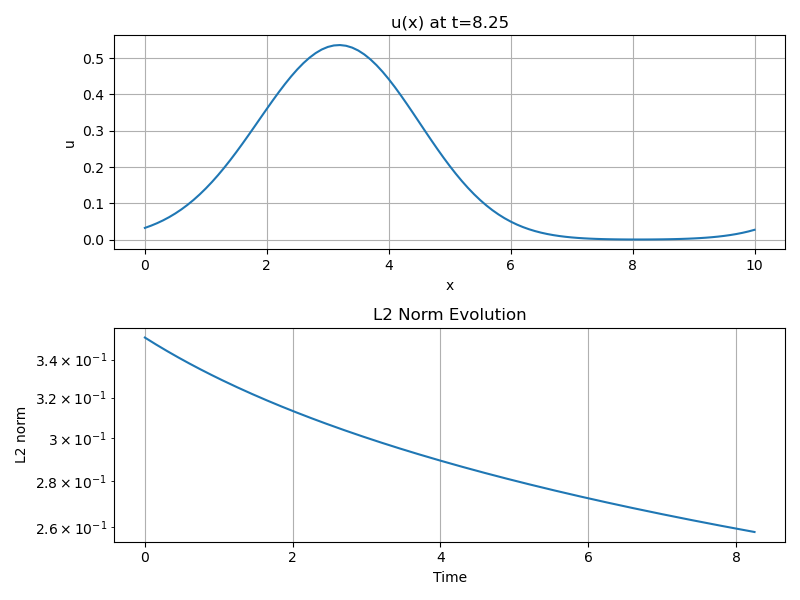 u(x) at t=8.25
0.5
0.4
0.3
0.2
0.1
0.0
u
0 2 4 6 8 10
x
L2 Norm Evolution
3.4 × 10⁻¹
3.2 × 10⁻¹
3 × 10⁻¹
2.8 × 10⁻¹
2.6 × 10⁻¹
L2 norm
0 2 4 6 8
Time